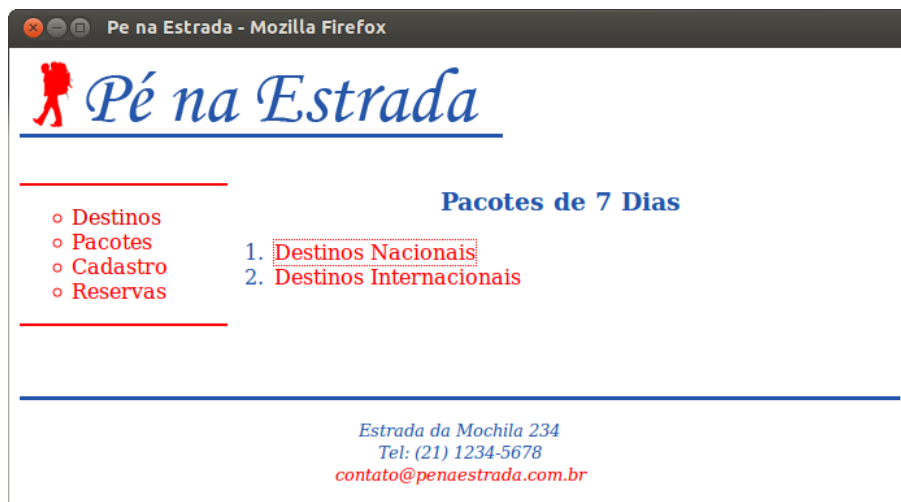 Pe na Estrada - Mozilla Firefox
Pé na Estrada
Destinos
Pacotes
Cadastro
Reservas
Pacotes de 7 Dias
1. Destinos Nacionais
2. Destinos Internacionais
Estrada da Mochila 234
Tel: (21) 1234-5678
contato@penaestrada.com.br